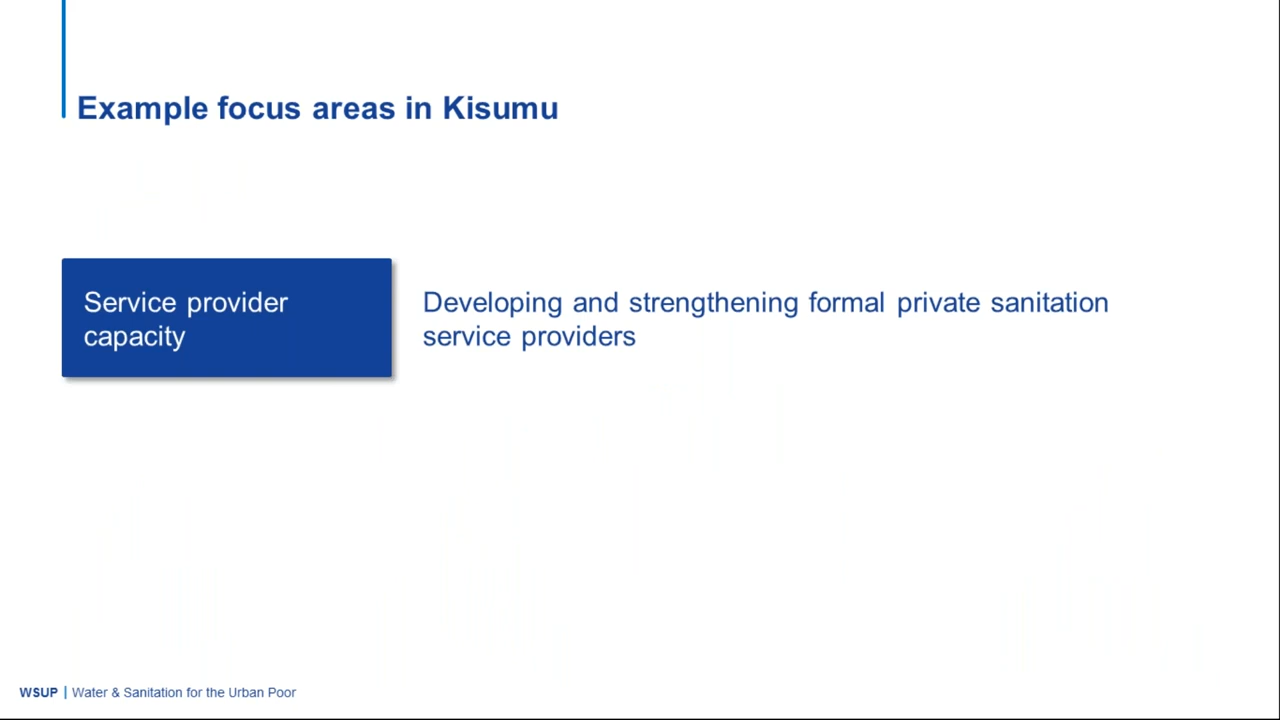 Example focus areas in Kisumu
Service provider
capacity
Developing and strengthening formal private sanitation
service providers
WSUP | Water & Sanitation for the Urban Poor